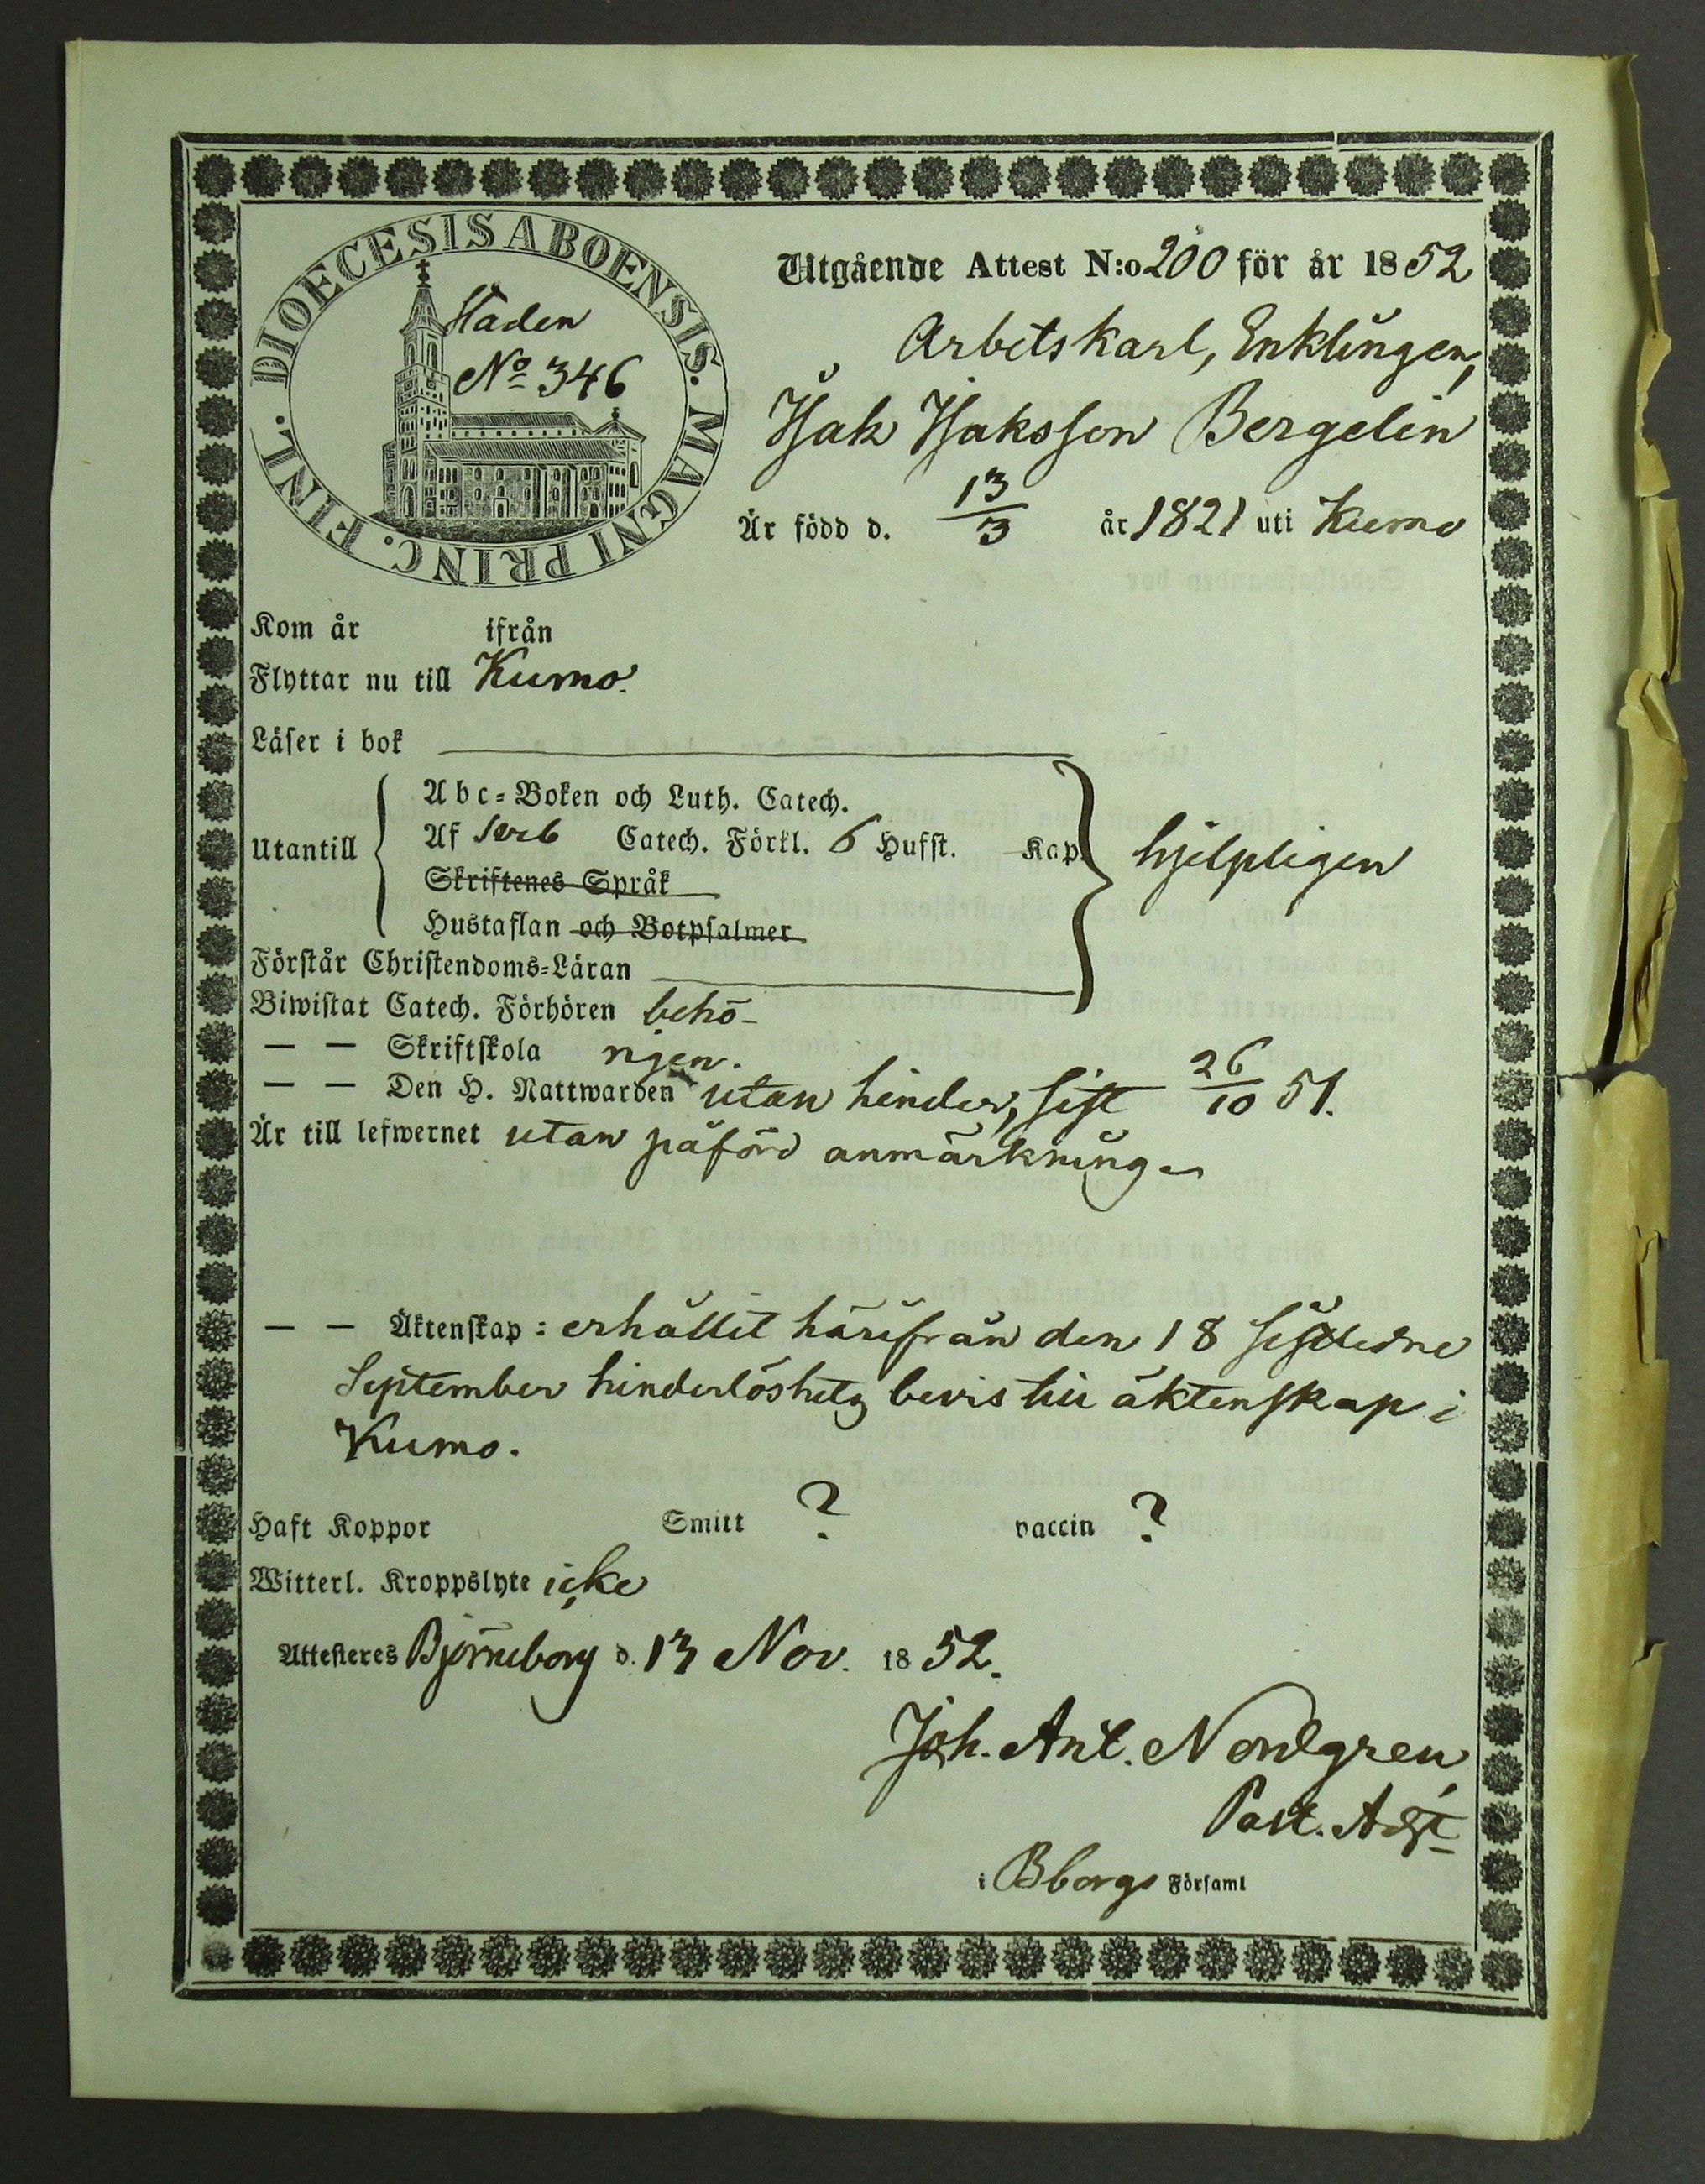 DIOECESIS ABOENSIS. MAGNI PRINC. FINL.
Staden
No 346
Utgående Attest N:o 200 för år 1852
Arbetskarl, Enklingen,
Isak Isaksson Bergelin
Är född d. 13/3 år 1821 uti Kumo
Kom år ifrån
Flyttar nu till Kumo.
Läser i bok
Utantill
Abc-Boken och Luth. Catech.
Af Sveb Catech. Förkl. 6 Hufst. Kap.
Skriftenes Språk
Hustaflan och Botpsalmer
hjelpligen
Förstår Christendoms-Läran
Biwistat Catech. Förhören behö-
— — Skriftskola rigen.
— — Den H. Nattwarden utan hinder, sist 26/10 51.
Är till lefwernet utan påförd anmärkning
— — Äktenskap: erhållit härifrån den 18 sistledne
September hinderlöshets bevis till äktenskap i
Kumo.
Haft Koppor Smitt ? vaccin ?
Witterl. Kroppslyte icke
Attesteres Björneborg d. 13 Nov. 1852.
Joh. Ant. Nordgren
Past. Adjt
i Bborgs Församl